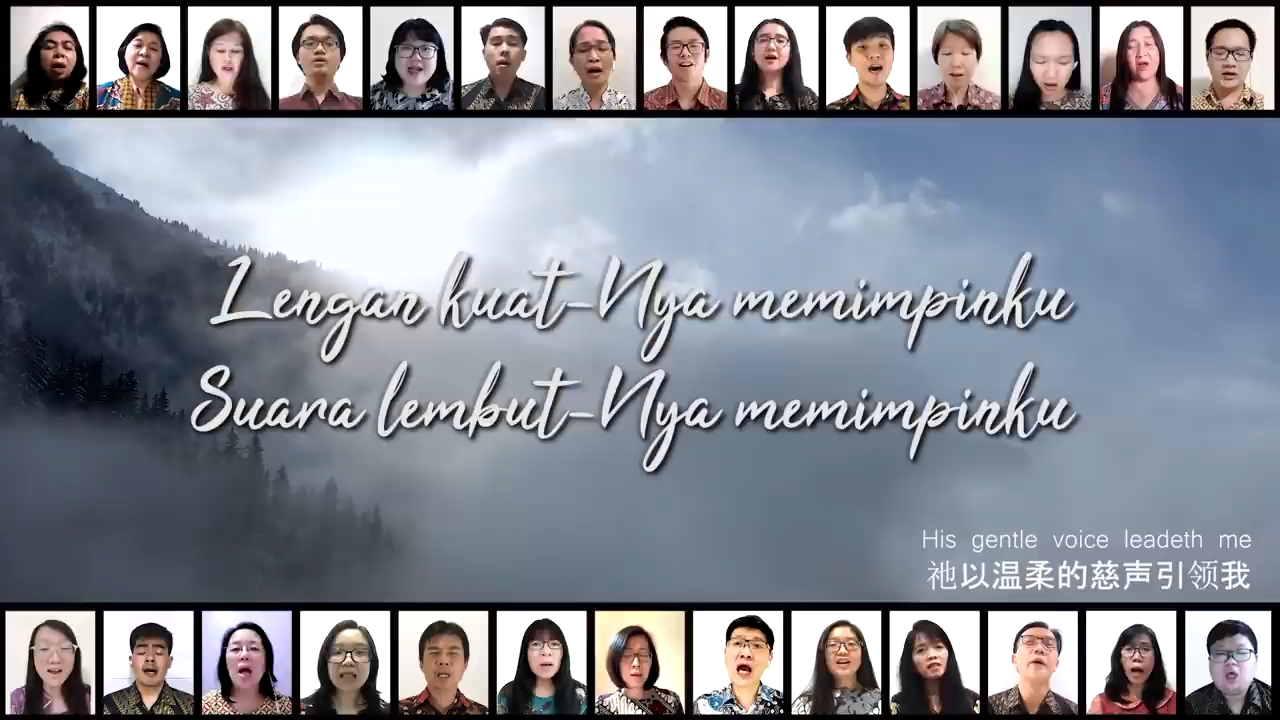 Lengan kuat-Nya memimpinku
Suara lembut-Nya memimpinku
His gentle voice leadeth me
祂以温柔的慈声引领我